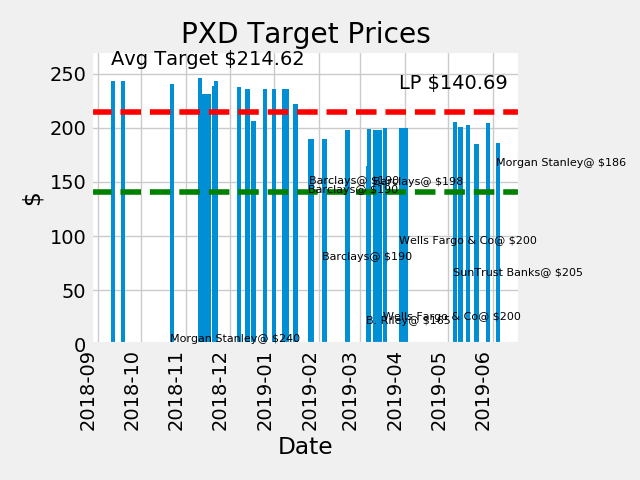 PXD Target Prices
Avg Target $214.62
LP $140.69
250
200
150
100
50
0
$
Morgan Stanley@ $186
Barclays@ $190
Barclays@ $198
Barclays@ $190
Wells Fargo & Co@ $200
Barclays@ $190
SunTrust Banks@ $205
Wells Fargo & Co@ $200
B. Riley@ $165
Morgan Stanley@ $240
2018-09
2018-10
2018-11
2018-12
2019-01
2019-02
2019-03
2019-04
2019-05
2019-06
Date